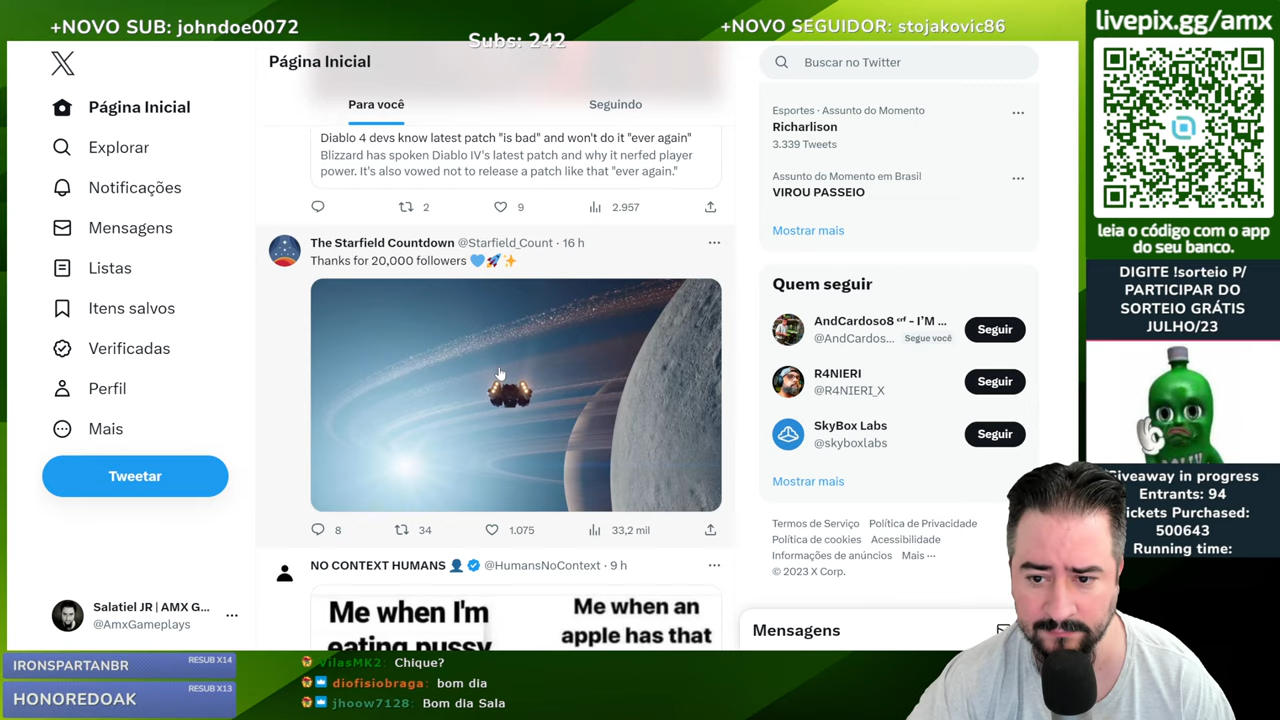 +NOVO SUB: johndoe0072
Subs: 242
+NOVO SEGUIDOR: stojakovic86
Página Inicial
Explorar
Notificações
Mensagens
Listas
Itens salvos
Verificadas
Perfil
Mais
Tweetar
Salatiel JR | AMX G...
@AmxGameplays
Página Inicial
Para você
Seguindo
Diablo 4 devs know latest patch "is bad" and won't do it "ever again"
Blizzard has spoken Diablo IV's latest patch and why it nerfed player
power. It's also vowed not to release a patch like that "ever again."
2
9
2.957
The Starfield Countdown @Starfield_Count · 16 h
Thanks for 20,000 followers 💙🚀✨
8
34
1.075
33,2 mil
NO CONTEXT HUMANS 👤 @HumansNoContext · 9 h
Me when I'm
eating pussy
Me when an
apple has that
Buscar no Twitter
Esportes · Assunto do Momento
Richarlison
3.339 Tweets
Assunto do Momento em Brasil
VIROU PASSEIO
Mostrar mais
Quem seguir
AndCardoso8 - I'M ...
@AndCardos... Segue você
Seguir
R4NIERI
@R4NIERI_X
Seguir
SkyBox Labs
@skyboxlabs
Seguir
Mostrar mais
Termos de Serviço Política de Privacidade
Política de cookies Acessibilidade
Informações de anúncios Mais ···
© 2023 X Corp.
Mensagens
livepix.gg/amx
leia o código com o app
do seu banco.
DIGITE !sorteio P/
PARTICIPAR DO
SORTEIO GRÁTIS
JULHO/23
Giveaway in progress
Entrants: 94
Tickets Purchased:
500643
Running time:
IRONSPARTANBR RESUB X14
HONOREDOAK RESUB X13
VilasMK2: Chique?
diofisiobraga: bom dia
jhoow7128: Bom dia Sala